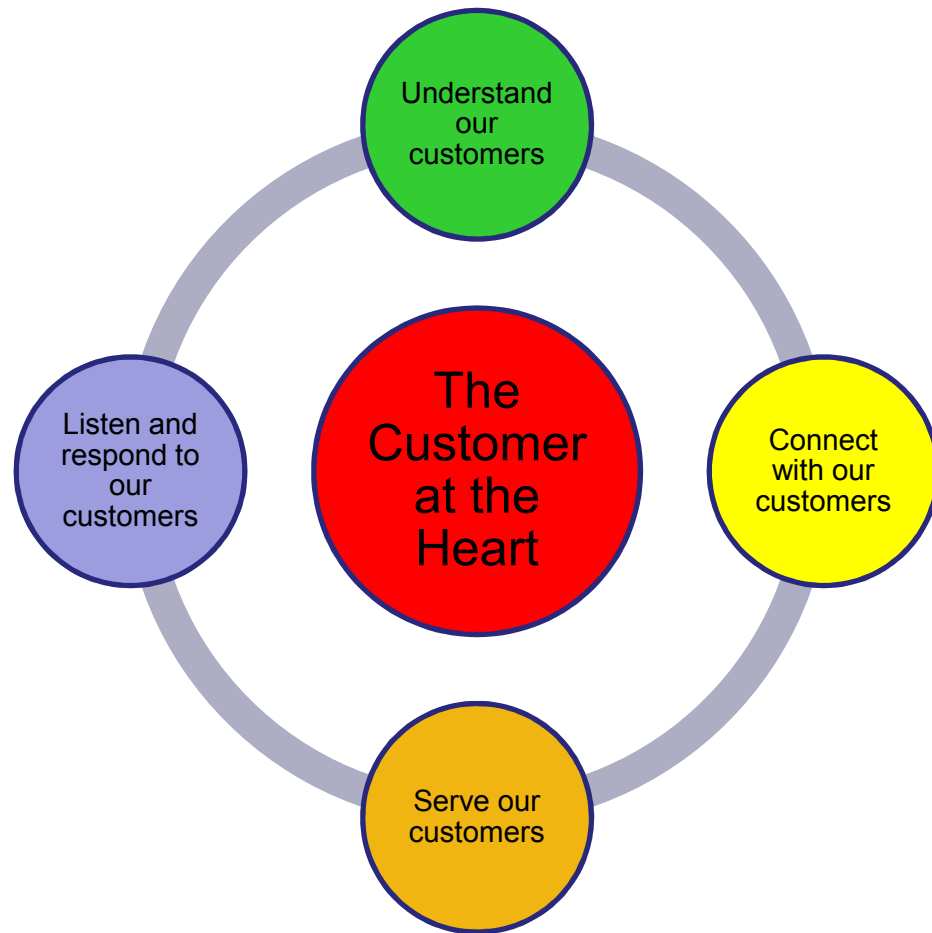 Understand
our
customers
Listen and
respond to
our
customers
The
Customer
at the
Heart
Connect
with our
customers
Serve our
customers